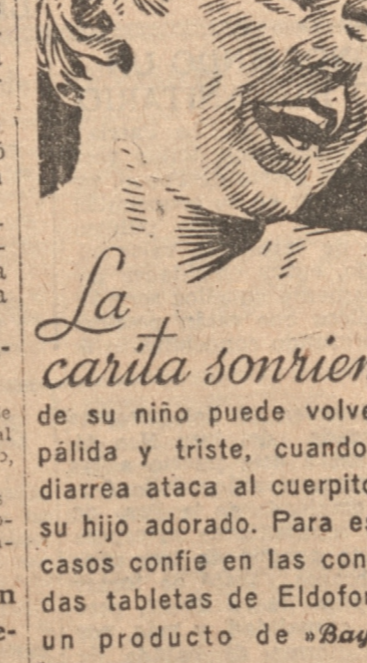 La
carita sonrien
de su niño puede volve
pálida y triste, cuando
diarrea ataca al cuerpito
su hijo adorado. Para es
casos confíe en las con
das tabletas de Eldofor
un producto de »Bay